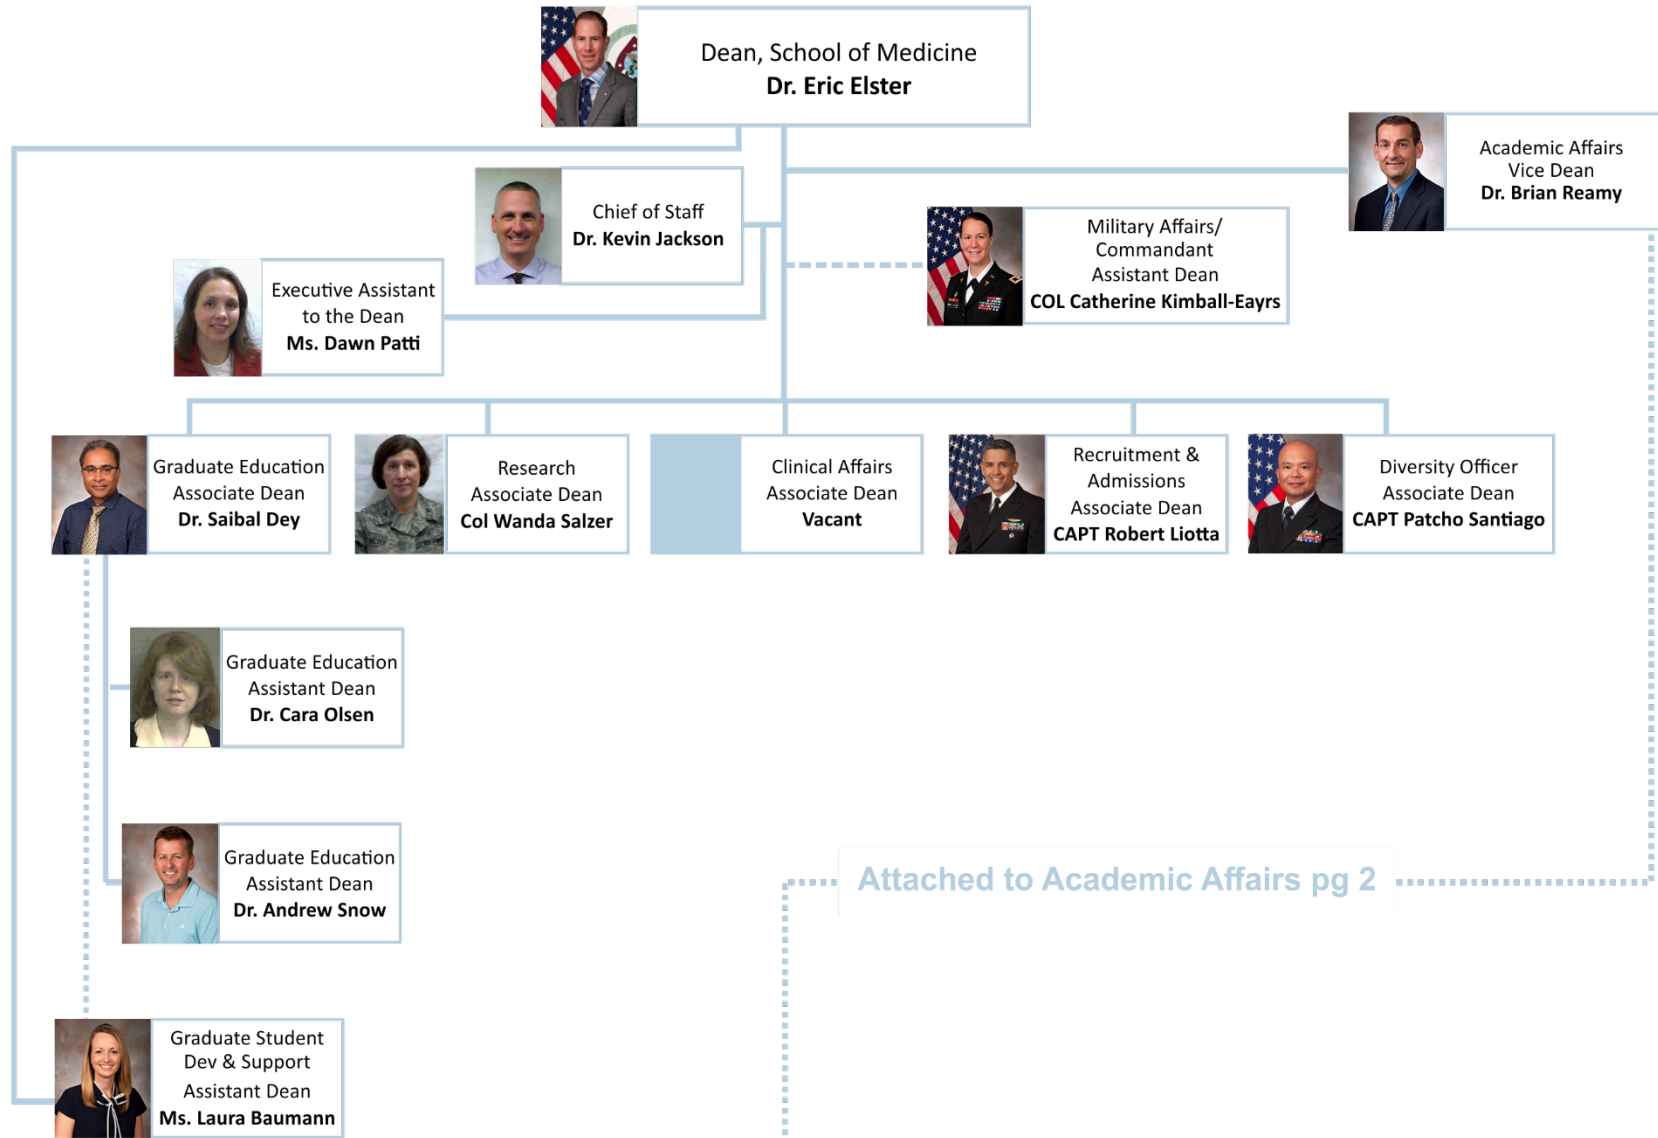 Dean, School of Medicine
Dr. Eric Elster
Academic Affairs
Vice Dean
Dr. Brian Reamy
Chief of Staff
Dr. Kevin Jackson
Military Affairs/
Commandant
Assistant Dean
COL Catherine Kimball-Eayrs
Executive Assistant
to the Dean
Ms. Dawn Patti
Graduate Education
Associate Dean
Dr. Saibal Dey
Research
Associate Dean
Col Wanda Salzer
Clinical Affairs
Associate Dean
Vacant
Recruitment &
Admissions
Associate Dean
CAPT Robert Liotta
Diversity Officer
Associate Dean
CAPT Patcho Santiago
Graduate Education
Assistant Dean
Dr. Cara Olsen
Graduate Education
Assistant Dean
Dr. Andrew Snow
Attached to Academic Affairs pg 2
Graduate Student
Dev & Support
Assistant Dean
Ms. Laura Baumann